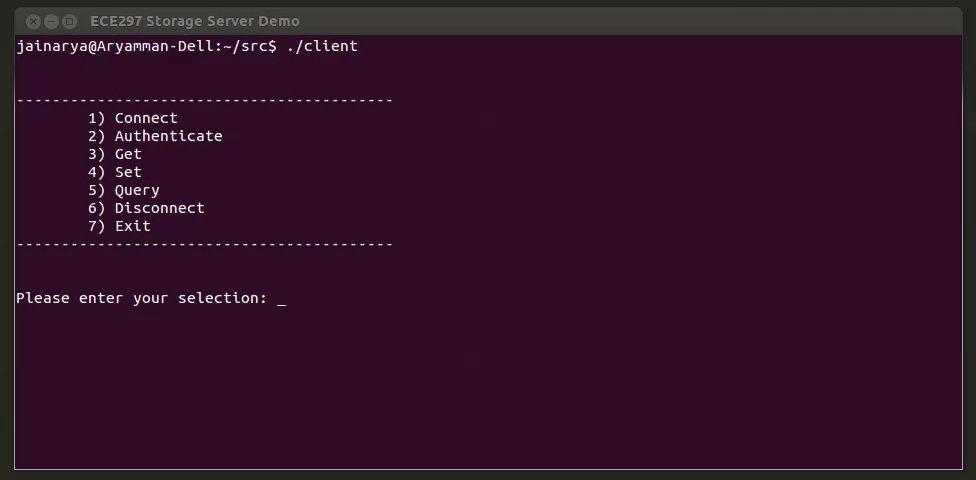 ECE297 Storage Server Demo
jainarya@Aryamman-Dell:~/src$ ./client
------------------------------------------
1) Connect
2) Authenticate
3) Get
4) Set
5) Query
6) Disconnect
7) Exit
------------------------------------------
Please enter your selection: _